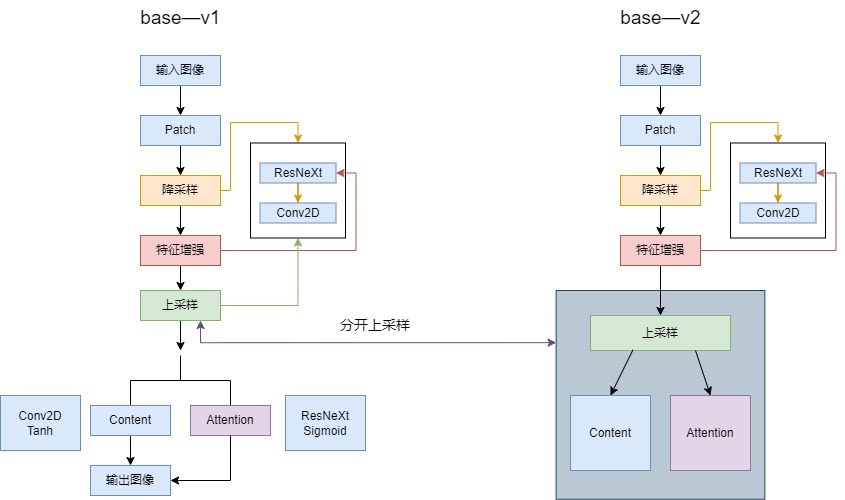 base—v1
输入图像
Patch
降采样
ResNeXt
Conv2D
特征增强
上采样
Conv2D
Tanh
Content
Attention
ResNeXt
Sigmoid
输出图像
分开上采样
base—v2
输入图像
Patch
降采样
ResNeXt
Conv2D
特征增强
上采样
Content
Attention